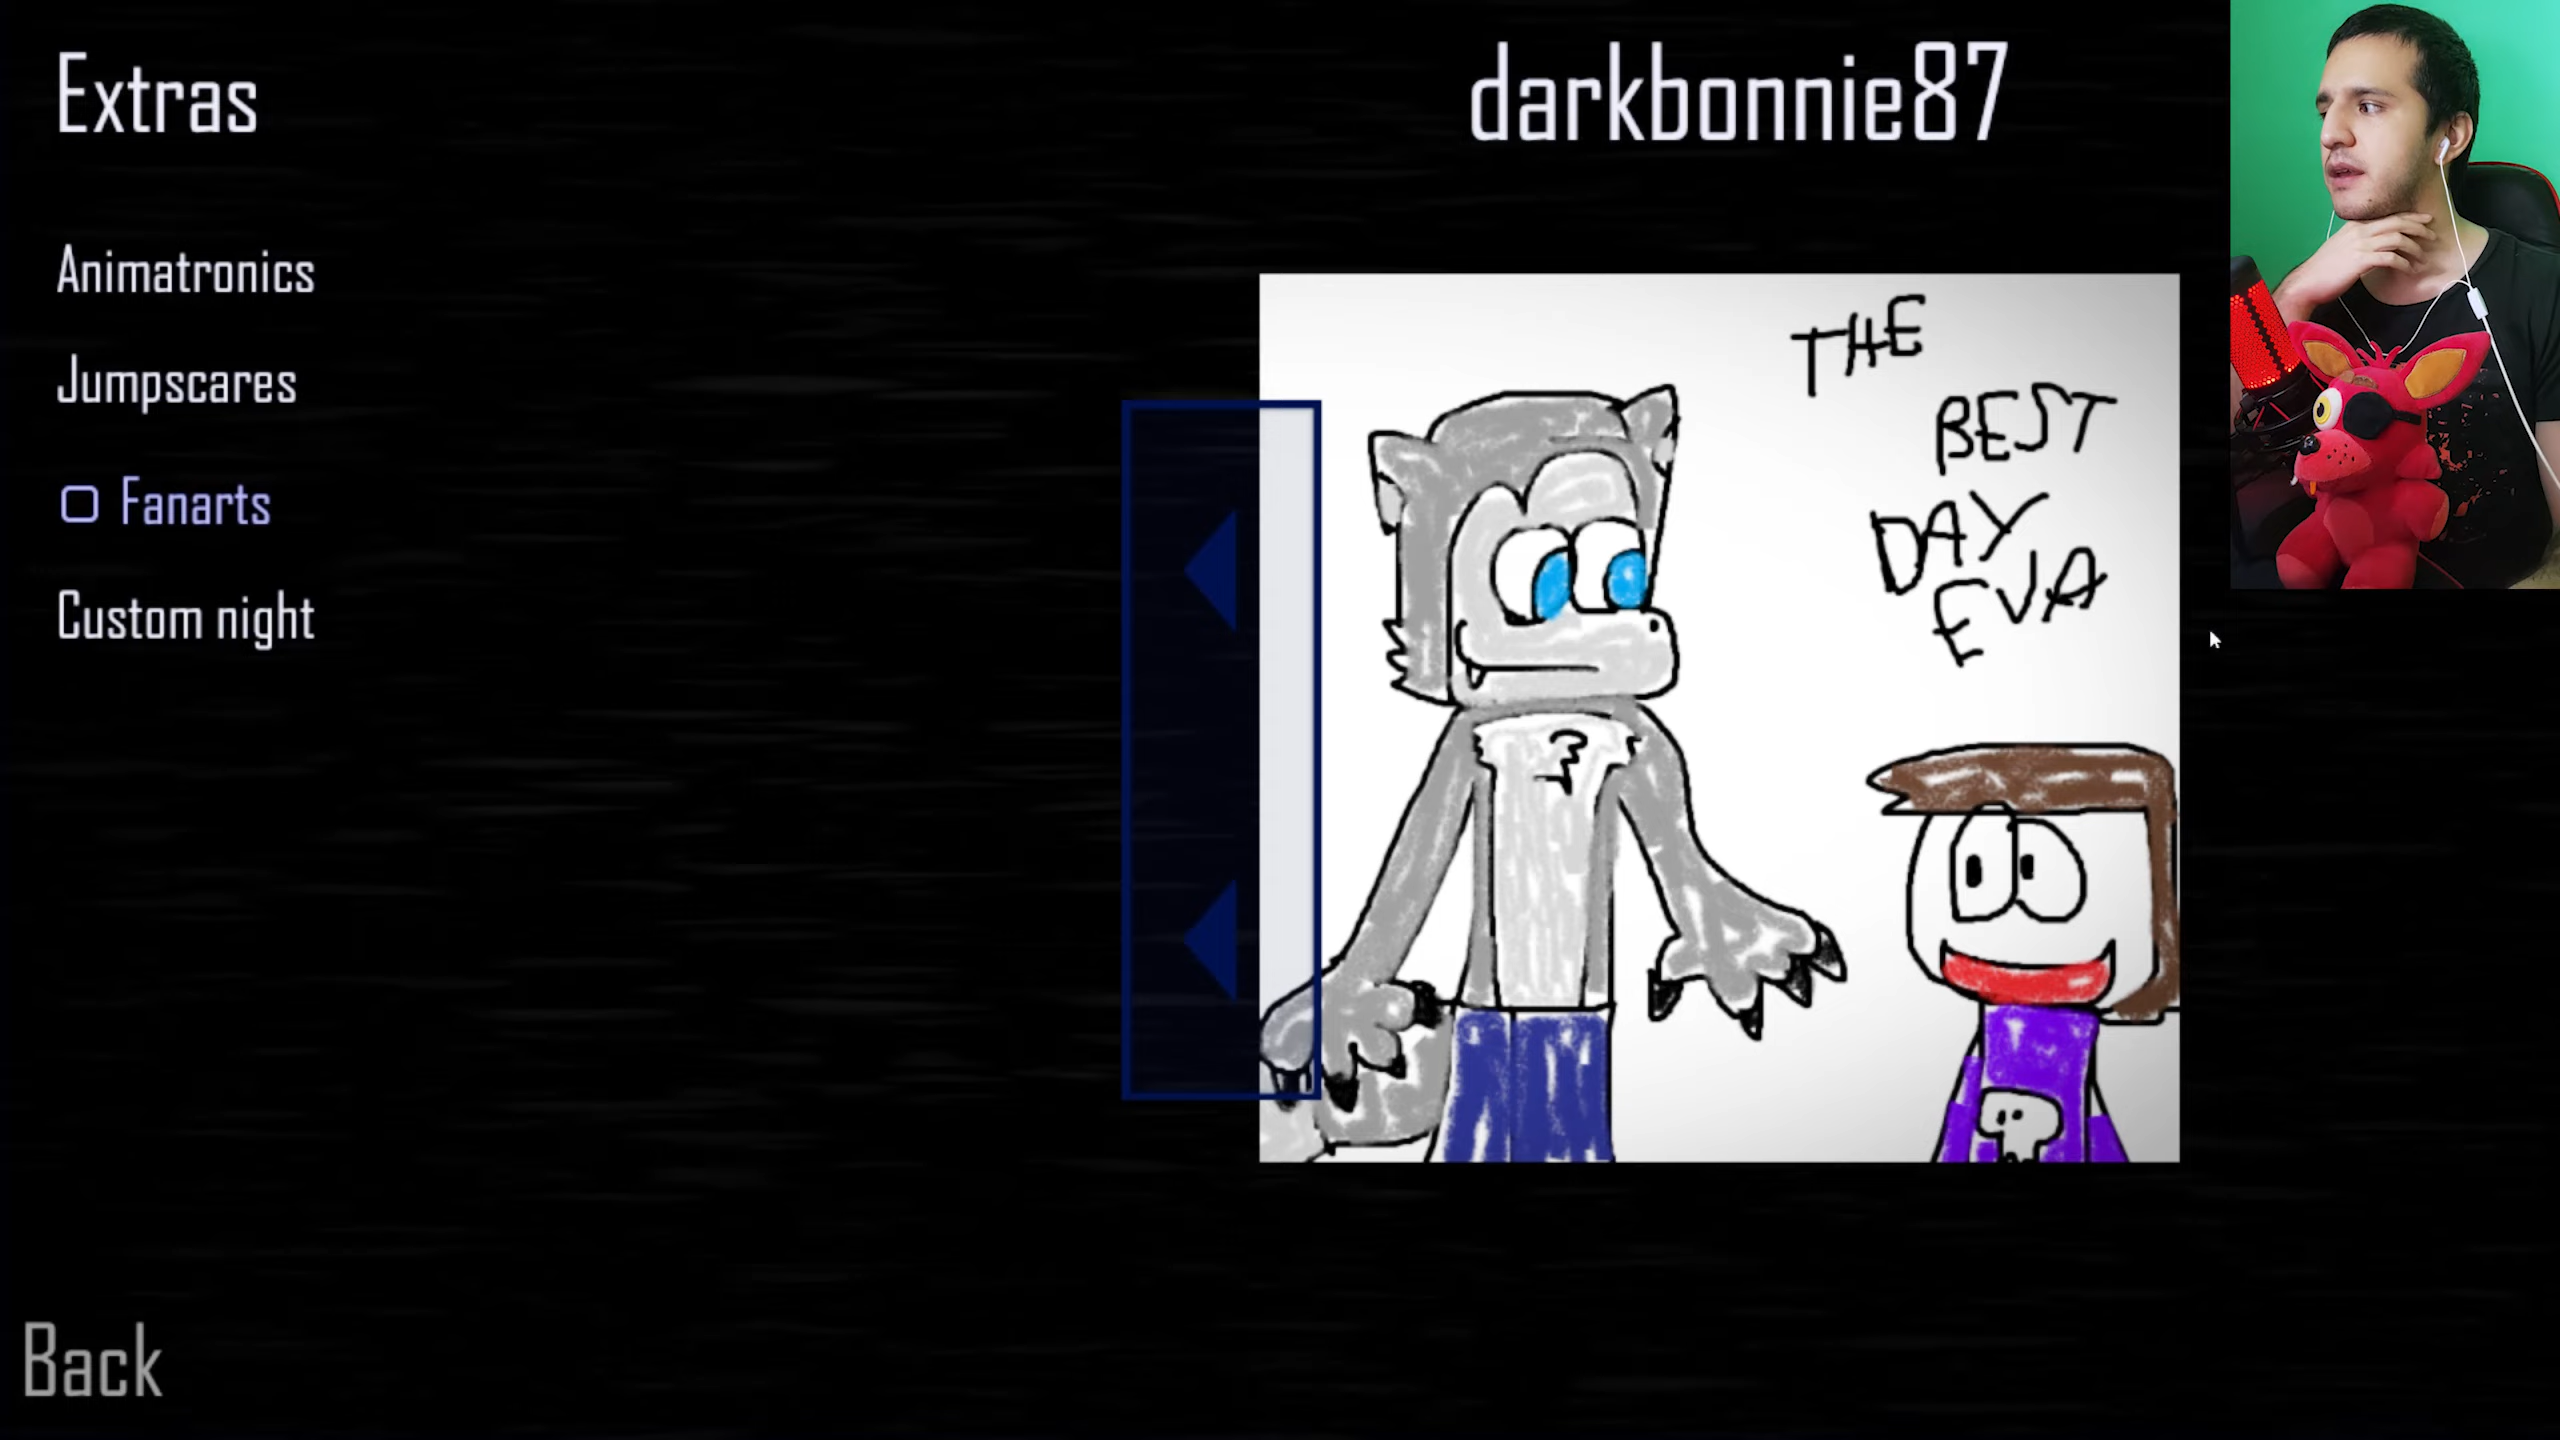 Extras
darkbonnie87
Animatronics
Jumpscares
Fanarts
Custom night
THE
BEST
DAY
EVA
Back